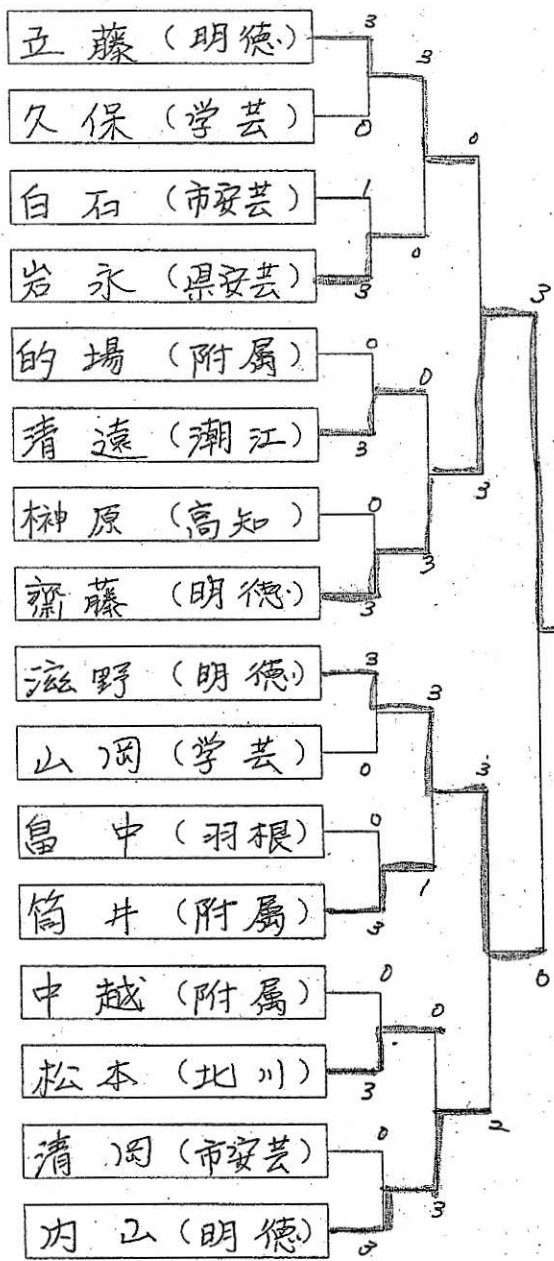 立藤（明徳） 3
3
久保（学芸） 0
0
白石（市安芸） 1
0
岩永（県安芸） 3
3
的場（附属） 0
0
清遠（潮江） 3
3
榊原（高知） 0
3
齋藤（明徳） 3
滋野（明徳） 3
3
山岡（学芸） 0
3
畠中（羽根） 0
1
筒井（附属） 3
0
中越（附属） 0
0
松本（北川） 3
2
清岡（市安芸） 0
3
内山（明徳） 3